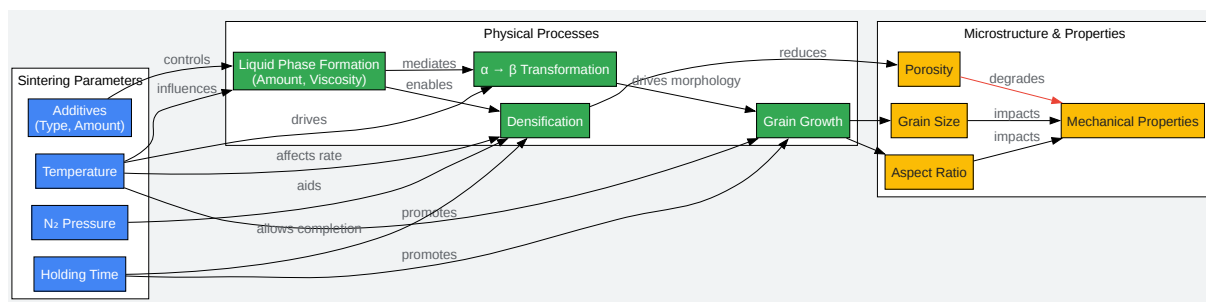 Physical Processes
Microstructure & Properties
Sintering Parameters
controls
influences
Additives
(Type, Amount)
Temperature
N₂ Pressure
Holding Time
Liquid Phase Formation
(Amount, Viscosity)
mediates
enables
α → β Transformation
Densification
drives
affects rate
aids
allows completion
promotes
promotes
drives morphology
reduces
Grain Growth
Porosity
degrades
Grain Size
impacts
Aspect Ratio
impacts
Mechanical Properties